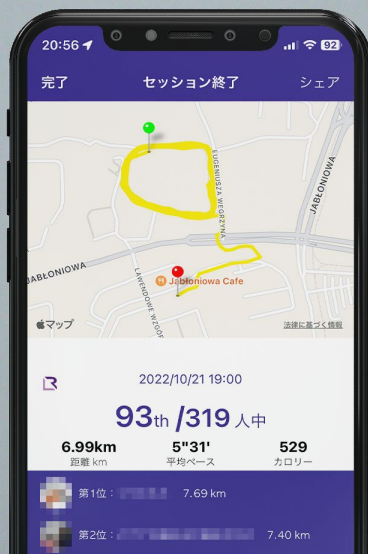 20:56
92
完了 セッション終了 シェア
EUGENIUSZA WĘGRZYNA
JABŁONIOWA
JABŁONIOWA
Jabłoniowa Cafe
LAWENDOWE WZGÓR
マップ 法律に基づく情報
2022/10/21 19:00
93th /319 人中
6.99km 5"31' 529
距離 km 平均ペース カロリー
第1位： 7.69 km
第2位： 7.40 km